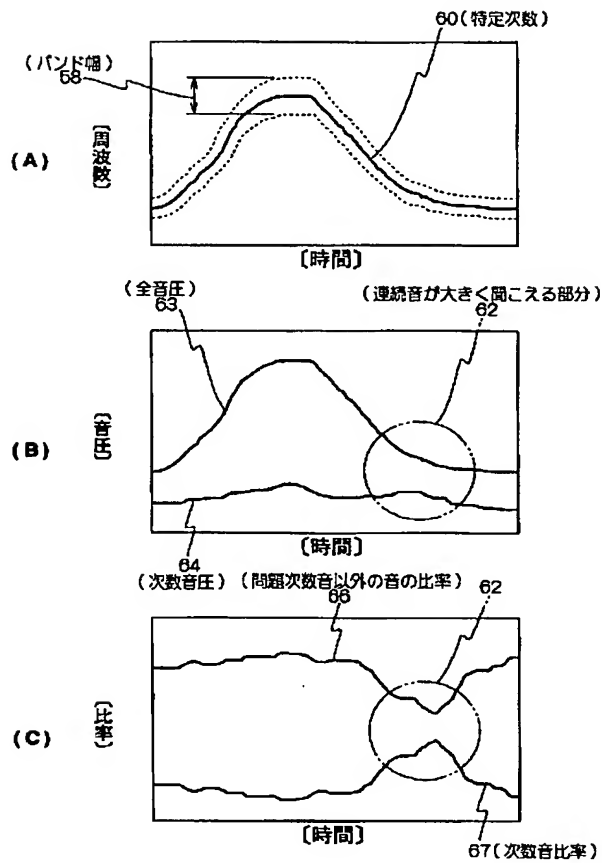 60(特定次数)
(バンド幅)
58
(A)
[周波数]
[時間]
(全音圧)
63
(連続音が大きく聞こえる部分)
62
(B)
[音圧]
[時間]
64
(次数音圧)
(問題次数音以外の音の比率)
66
62
(C)
[比率]
[時間]
67(次数音比率)